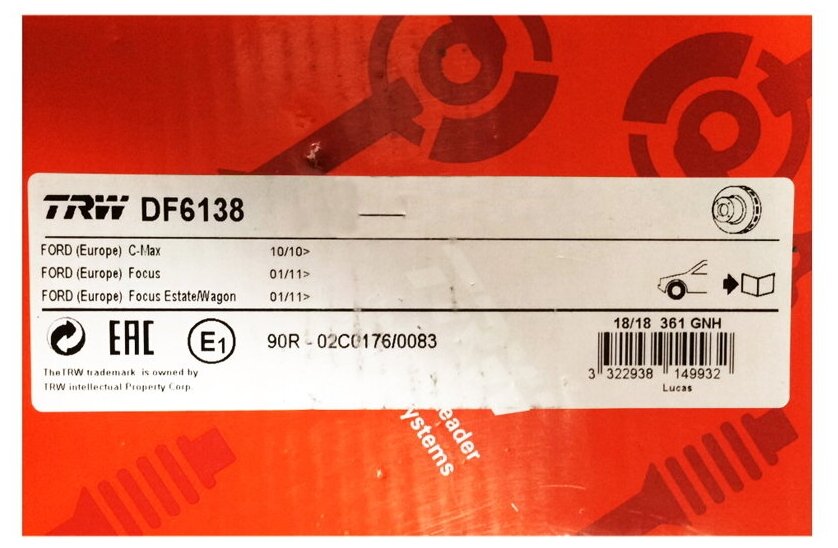 TRW DF6138
FORD (Europe) C-Max 10/10>
FORD (Europe) Focus 01/11>
FORD (Europe) Focus Estate/Wagon 01/11>
EAC E1 90R - 02C0176/0083
18/18 361 GNH
3 322938 149932
Lucas
The TRW trademark is owned by
TRW intellectual Property Corp.
eader
ystems